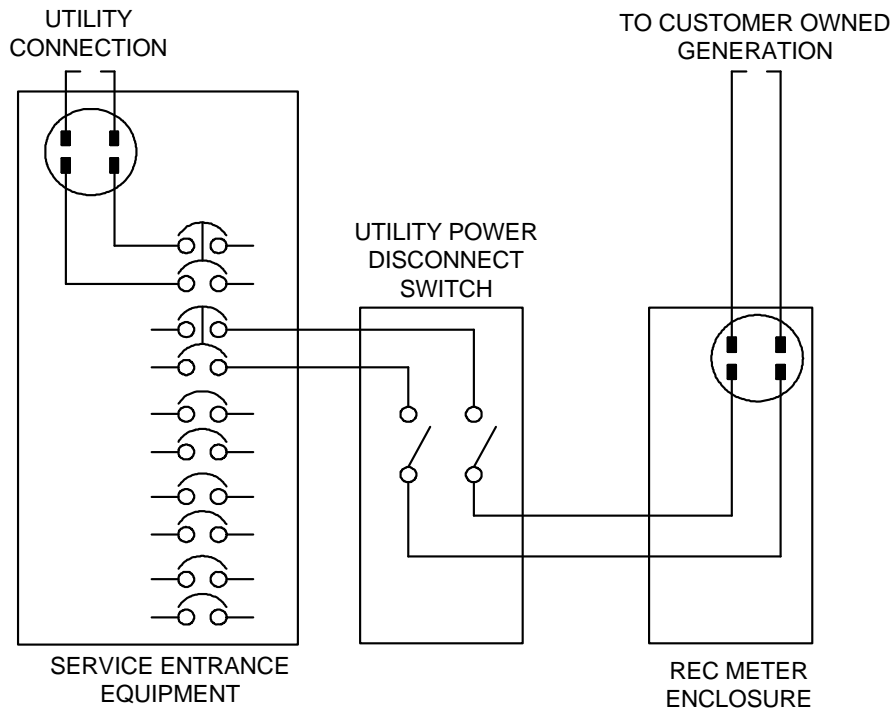 UTILITY
CONNECTION
TO CUSTOMER OWNED
GENERATION
UTILITY POWER
DISCONNECT
SWITCH
SERVICE ENTRANCE
EQUIPMENT
REC METER
ENCLOSURE